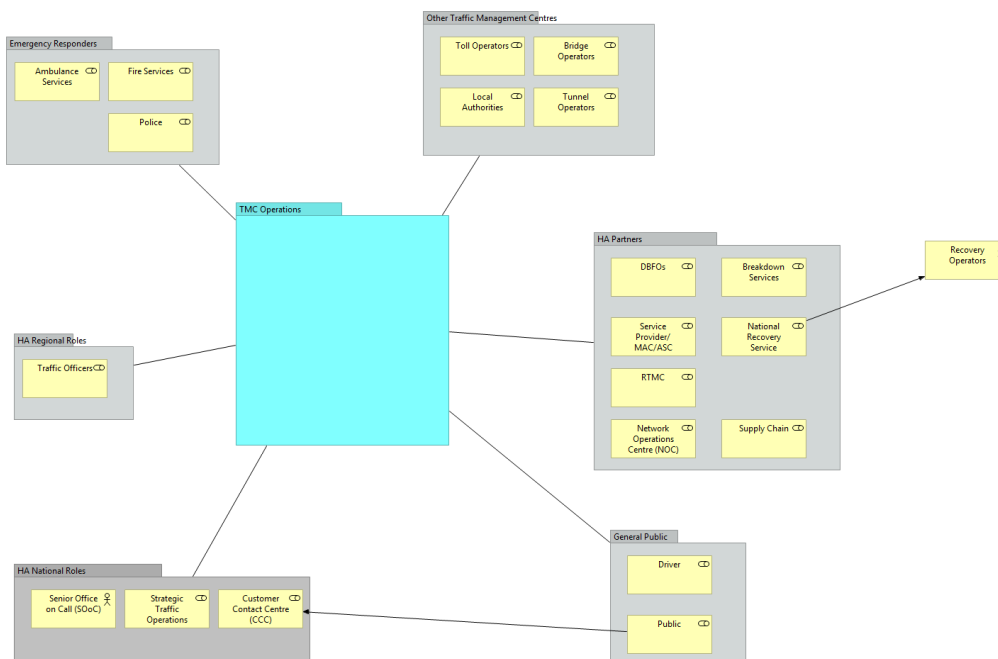 Other Traffic Management Centres
Toll Operators
Bridge
Operators
Local
Authorities
Tunnel
Operators
Emergency Responders
Ambulance
Services
Fire Services
Police
TMC Operations
HA Partners
DBFOs
Breakdown
Services
Service
Provider/
MAC/ASC
National
Recovery
Service
RTMC
Network
Operations
Centre (NOC)
Supply Chain
Recovery
Operators
HA Regional Roles
Traffic Officers
General Public
Driver
Public
HA National Roles
Senior Office
on Call (SOoC)
Strategic
Traffic
Operations
Customer
Contact Centre
(CCC)